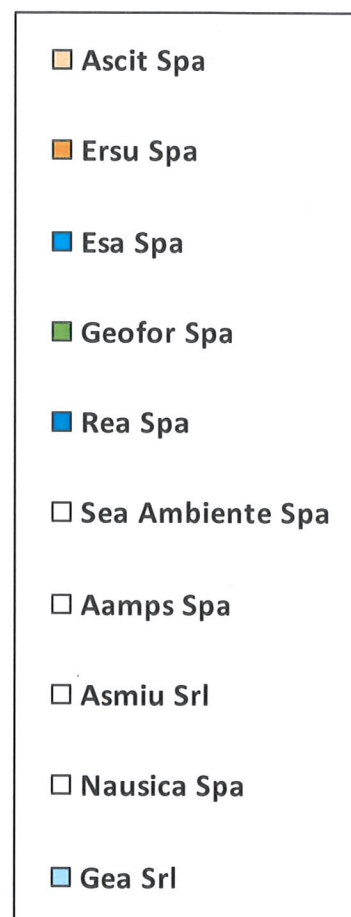 Ascit Spa
Ersu Spa
Esa Spa
Geofor Spa
Rea Spa
Sea Ambiente Spa
Aamps Spa
Asmiu Srl
Nausica Spa
Gea Srl